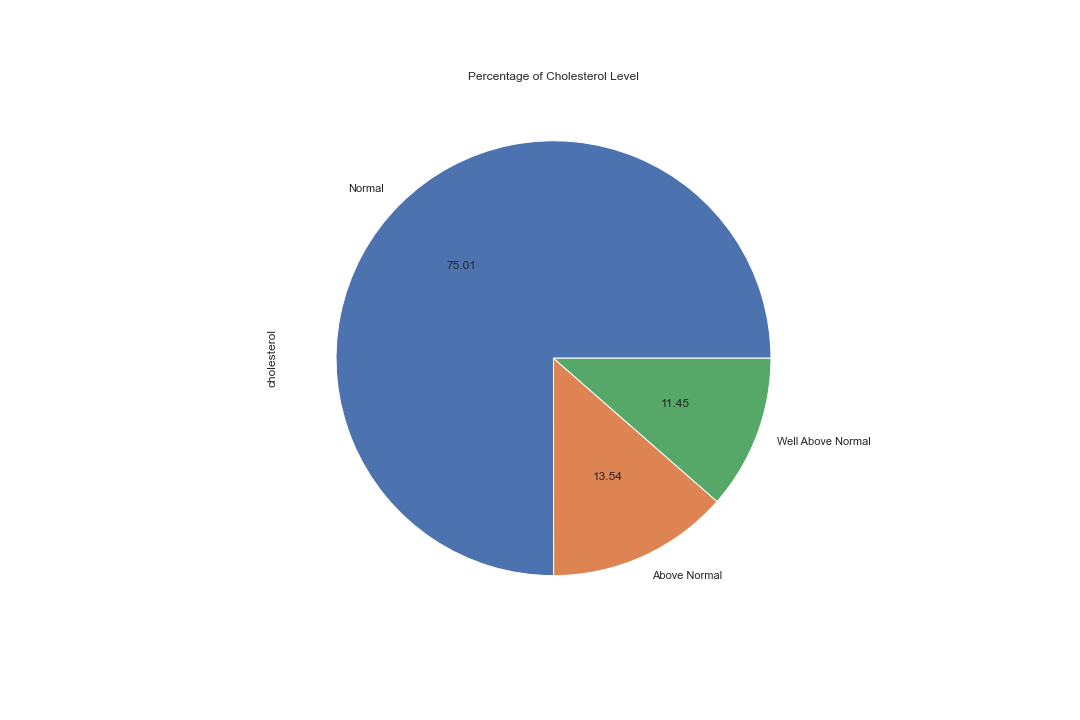 Percentage of Cholesterol Level
Normal
75.01
cholesterol
11.45
Well Above Normal
13.54
Above Normal